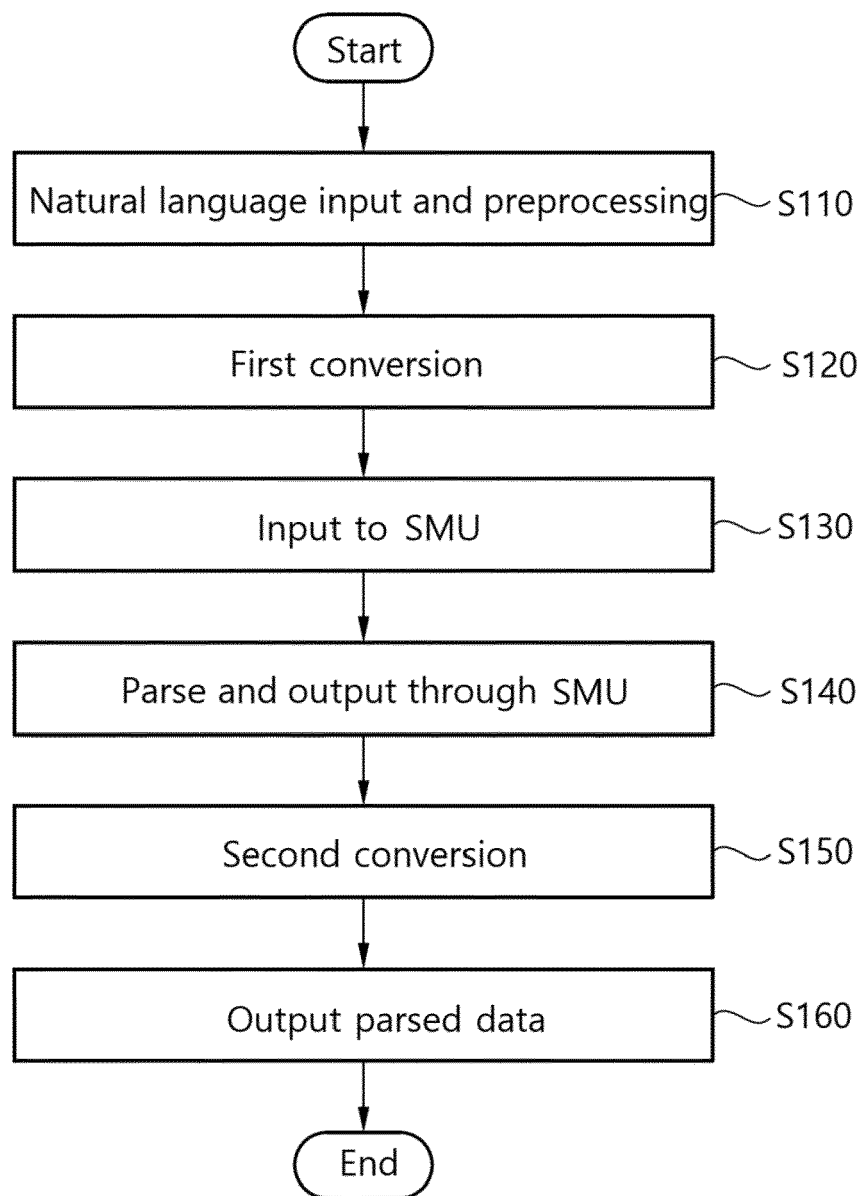 Start
Natural language input and preprocessing S110
First conversion S120
Input to SMU S130
Parse and output through SMU S140
Second conversion S150
Output parsed data S160
End